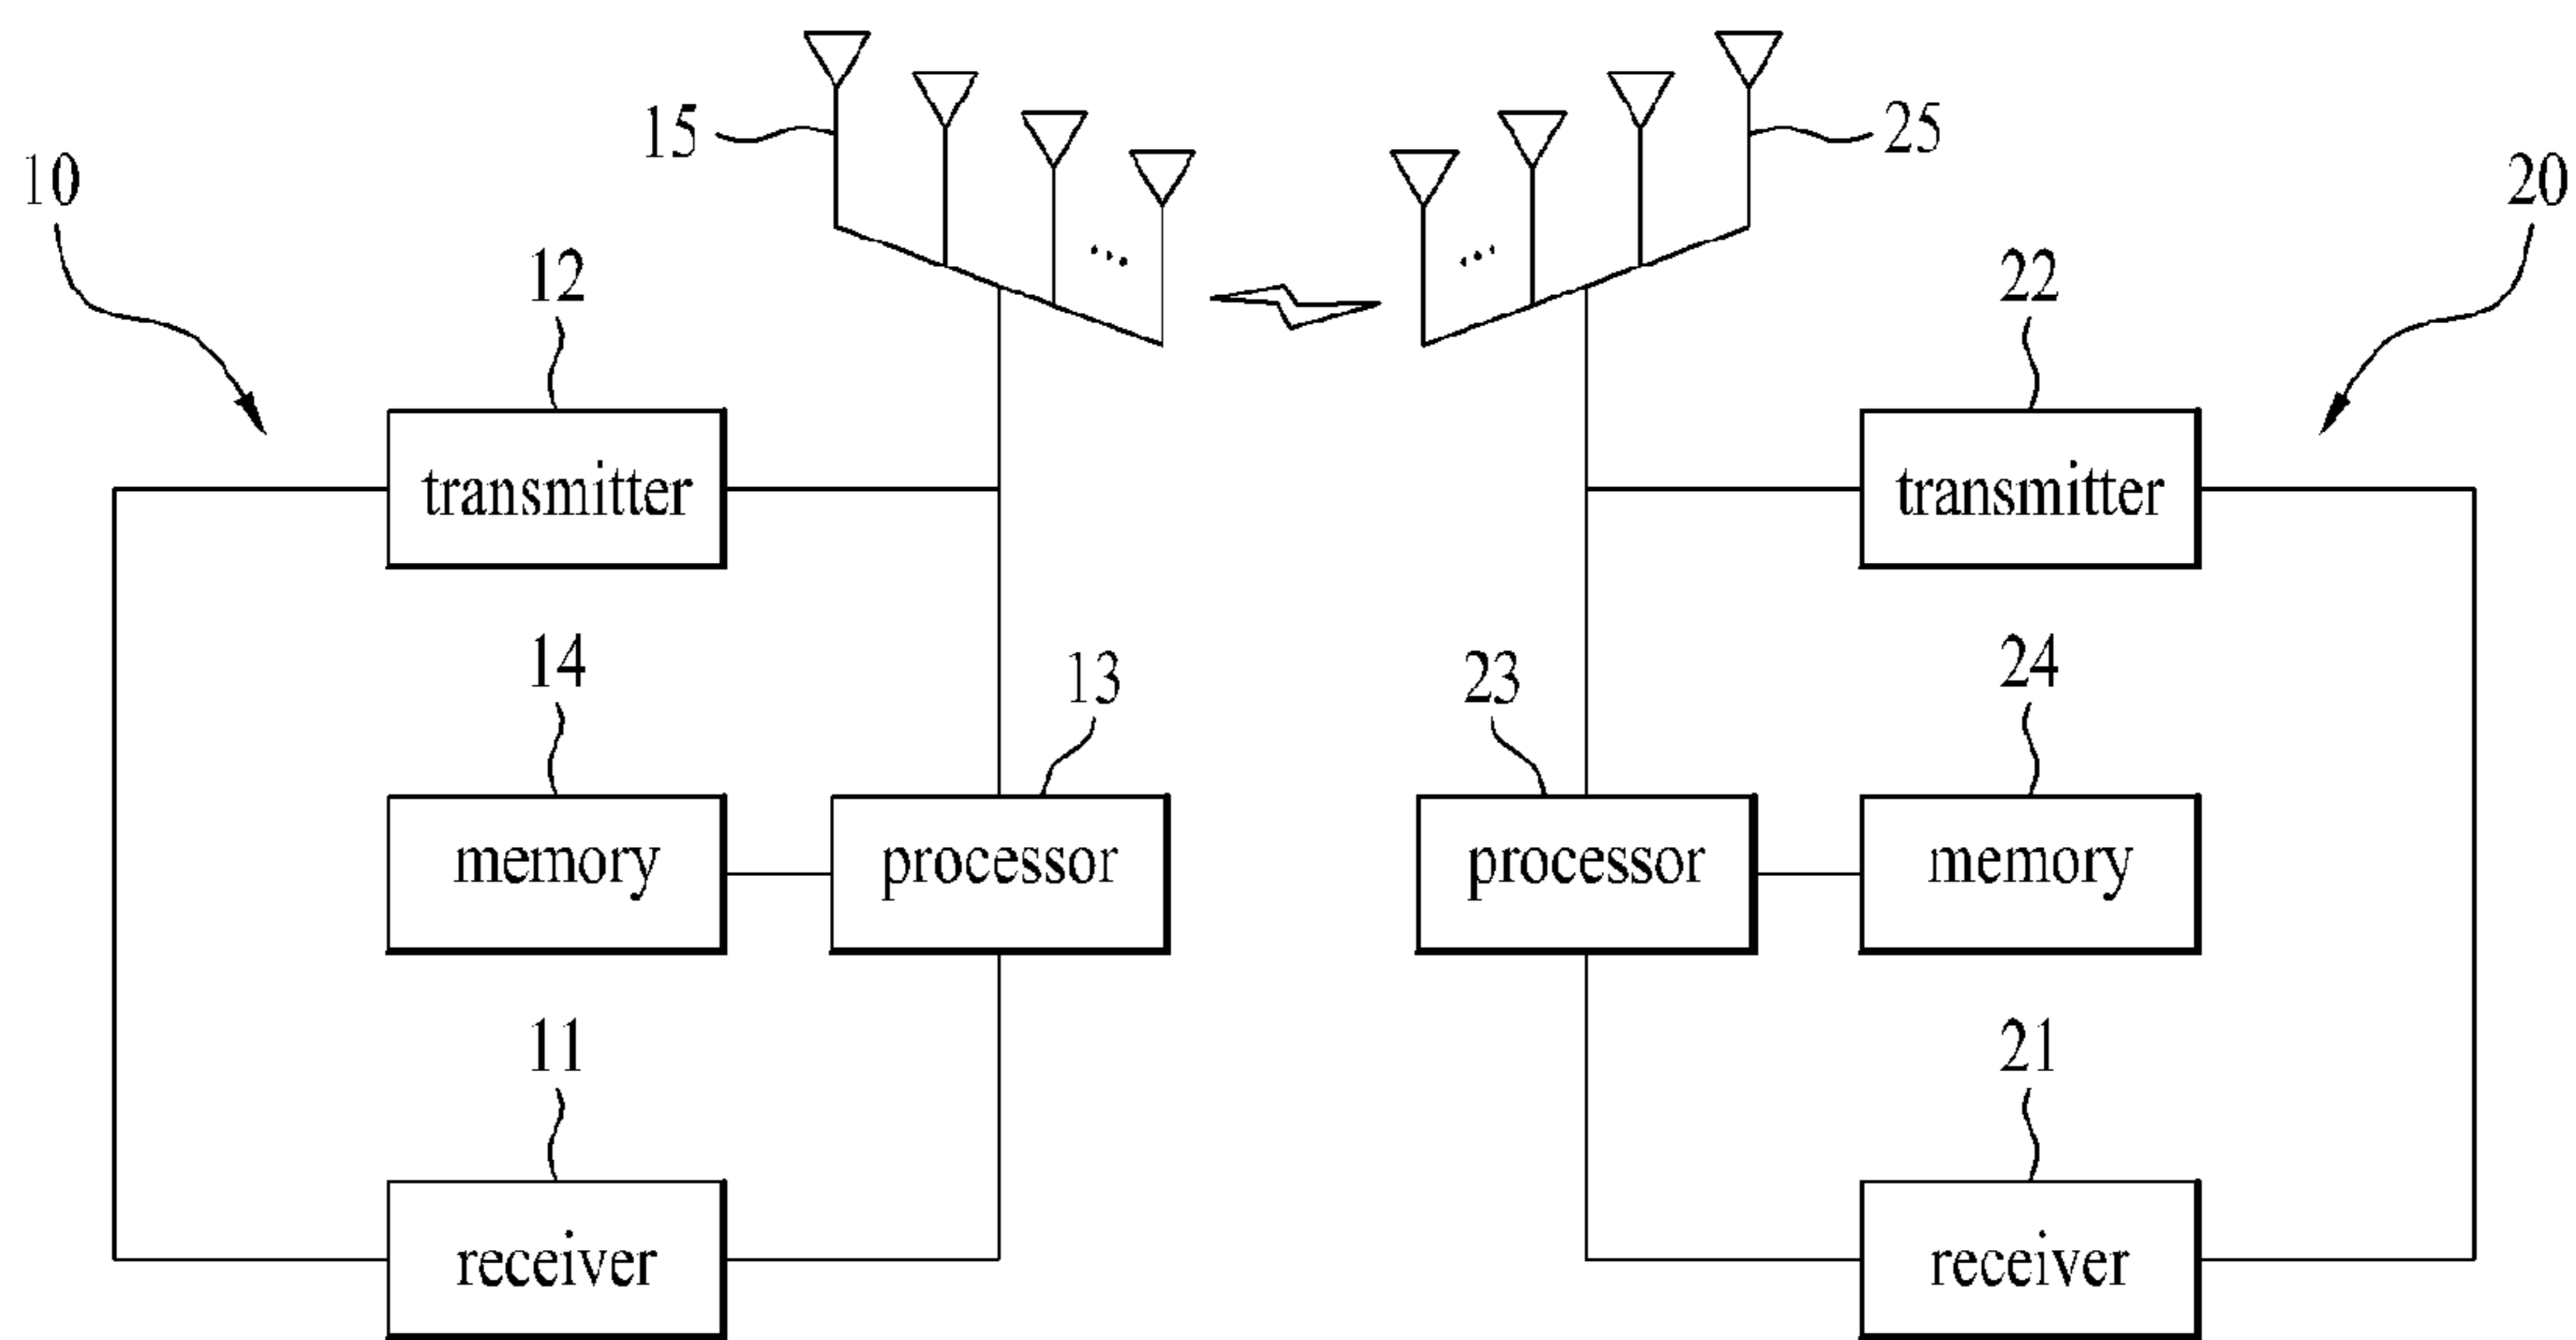 15
25
10
20
12
22
transmitter
transmitter
14
13
23
24
memory
processor
processor
memory
11
21
receiver
receiver